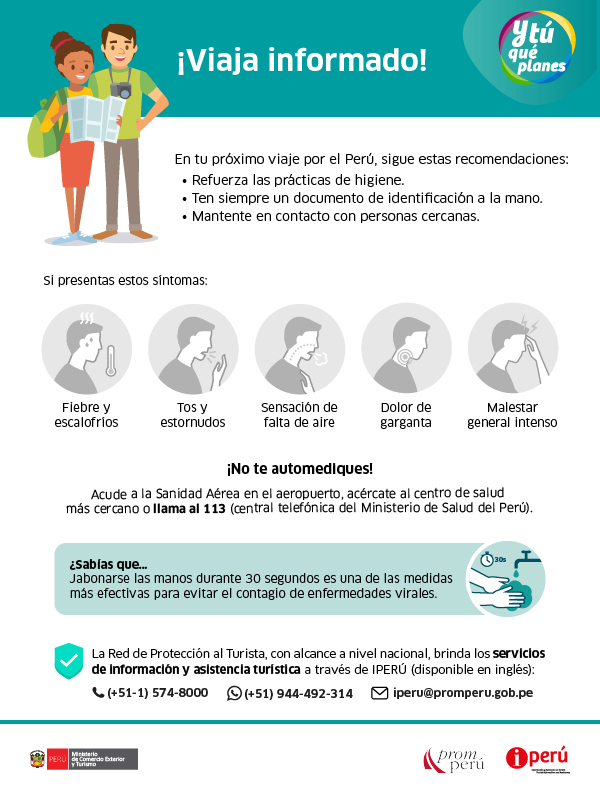 ¡Viaja informado!
Ytú
qué
planes
En tu próximo viaje por el Perú, sigue estas recomendaciones:
• Refuerza las prácticas de higiene.
• Ten siempre un documento de identificación a la mano.
• Mantente en contacto con personas cercanas.
Si presentas estos síntomas:
Fiebre y
escalofríos
Tos y
estornudos
Sensación de
falta de aire
Dolor de
garganta
Malestar
general intenso
¡No te automediques!
Acude a la Sanidad Aérea en el aeropuerto, acércate al centro de salud
más cercano o llama al 113 (central telefónica del Ministerio de Salud del Perú).
¿Sabías que...
Jabonarse las manos durante 30 segundos es una de las medidas
más efectivas para evitar el contagio de enfermedades virales.
30s
La Red de Protección al Turista, con alcance a nivel nacional, brinda los servicios
de información y asistencia turística a través de IPERÚ (disponible en inglés):
(+51-1) 574-8000
(+51) 944-492-314
iperu@promperu.gob.pe
PERÚ
Ministerio
de Comercio Exterior
y Turismo
prom
perú
iperú